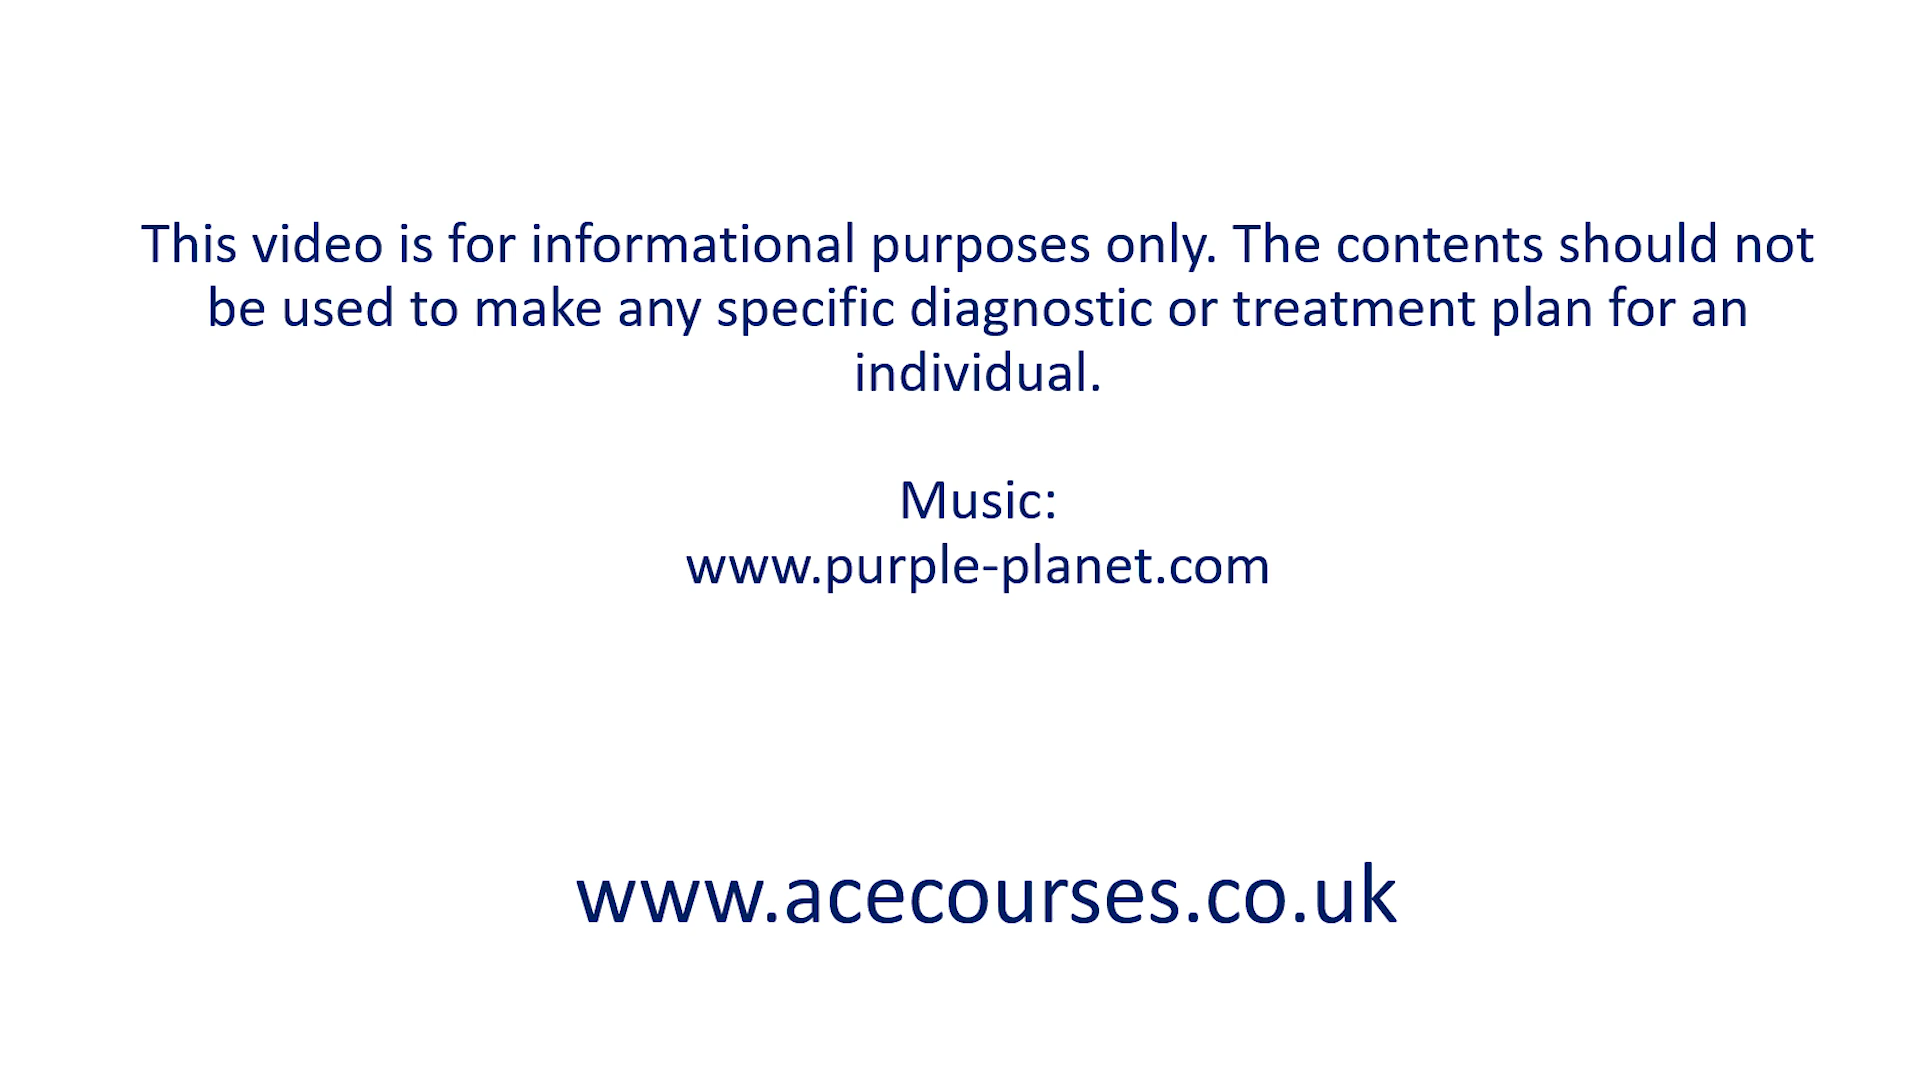 This video is for informational purposes only. The contents should not
be used to make any specific diagnostic or treatment plan for an
individual.
Music:
www.purple-planet.com
www.acecourses.co.uk